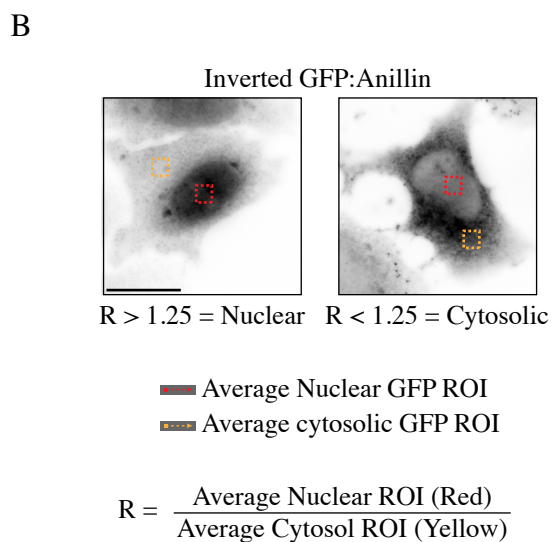 B
Inverted GFP:Anillin
R > 1.25 = Nuclear
R < 1.25 = Cytosolic
Average Nuclear GFP ROI
Average cytosolic GFP ROI
R = Average Nuclear ROI (Red)
Average Cytosol ROI (Yellow)